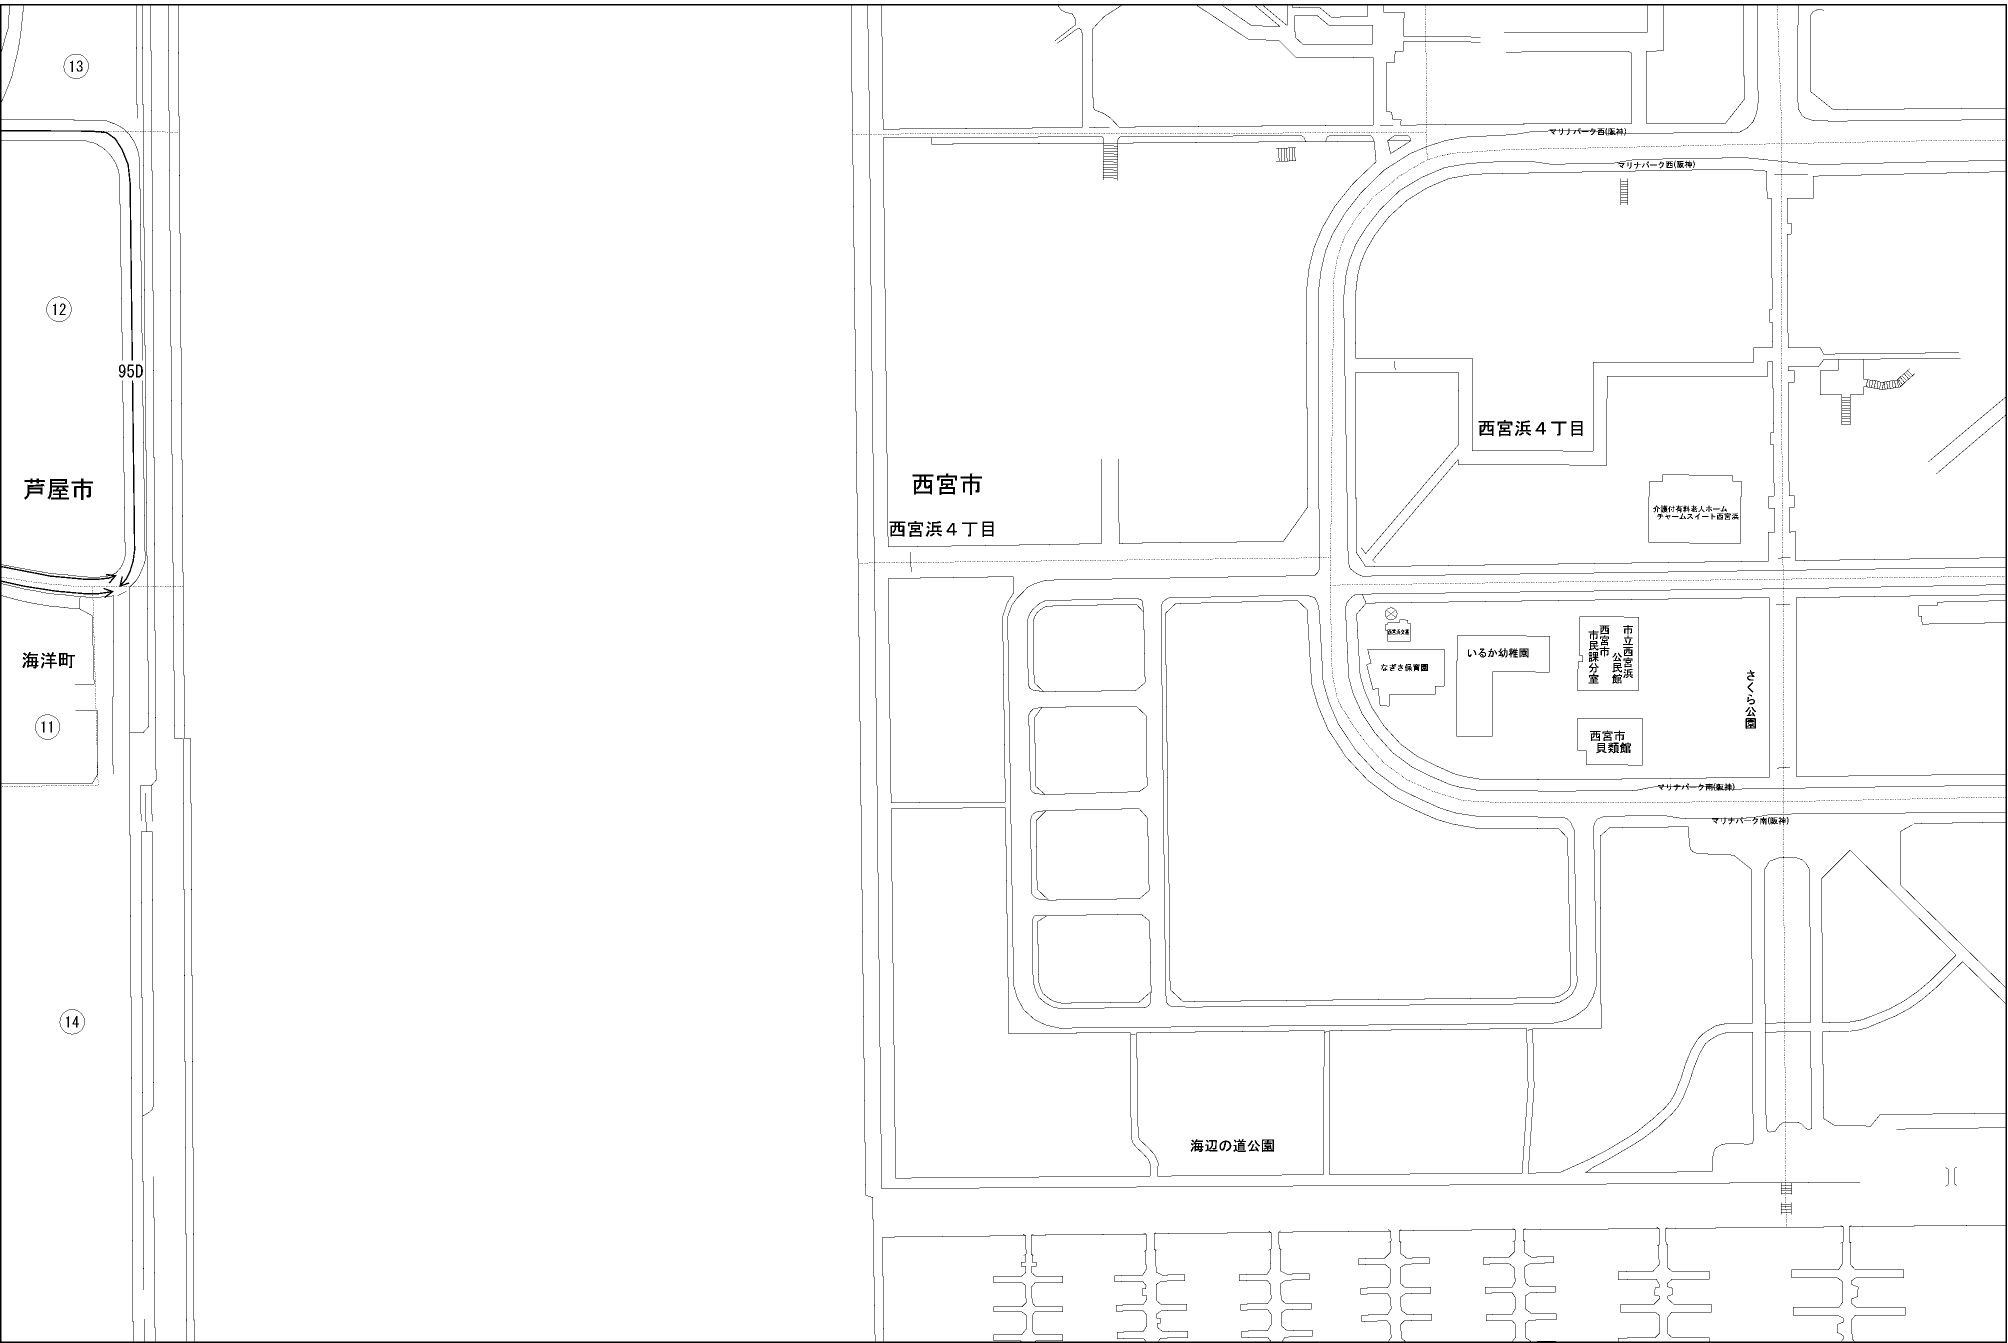 13
マリナパーク西(阪神)
マリナパーク西(阪神)
12
95D
西宮浜４丁目
芦屋市
西宮市
西宮浜４丁目
介護付有料老人ホーム
チャームスイート西宮浜
西宮浜交番
海洋町
なぎさ保育園
いるか幼稚園
市立西宮浜
公民館
西宮市
市民課分室
さくら公園
11
西宮市
貝類館
マリナパーク南(阪神)
マリナパーク南(阪神)
14
海辺の道公園